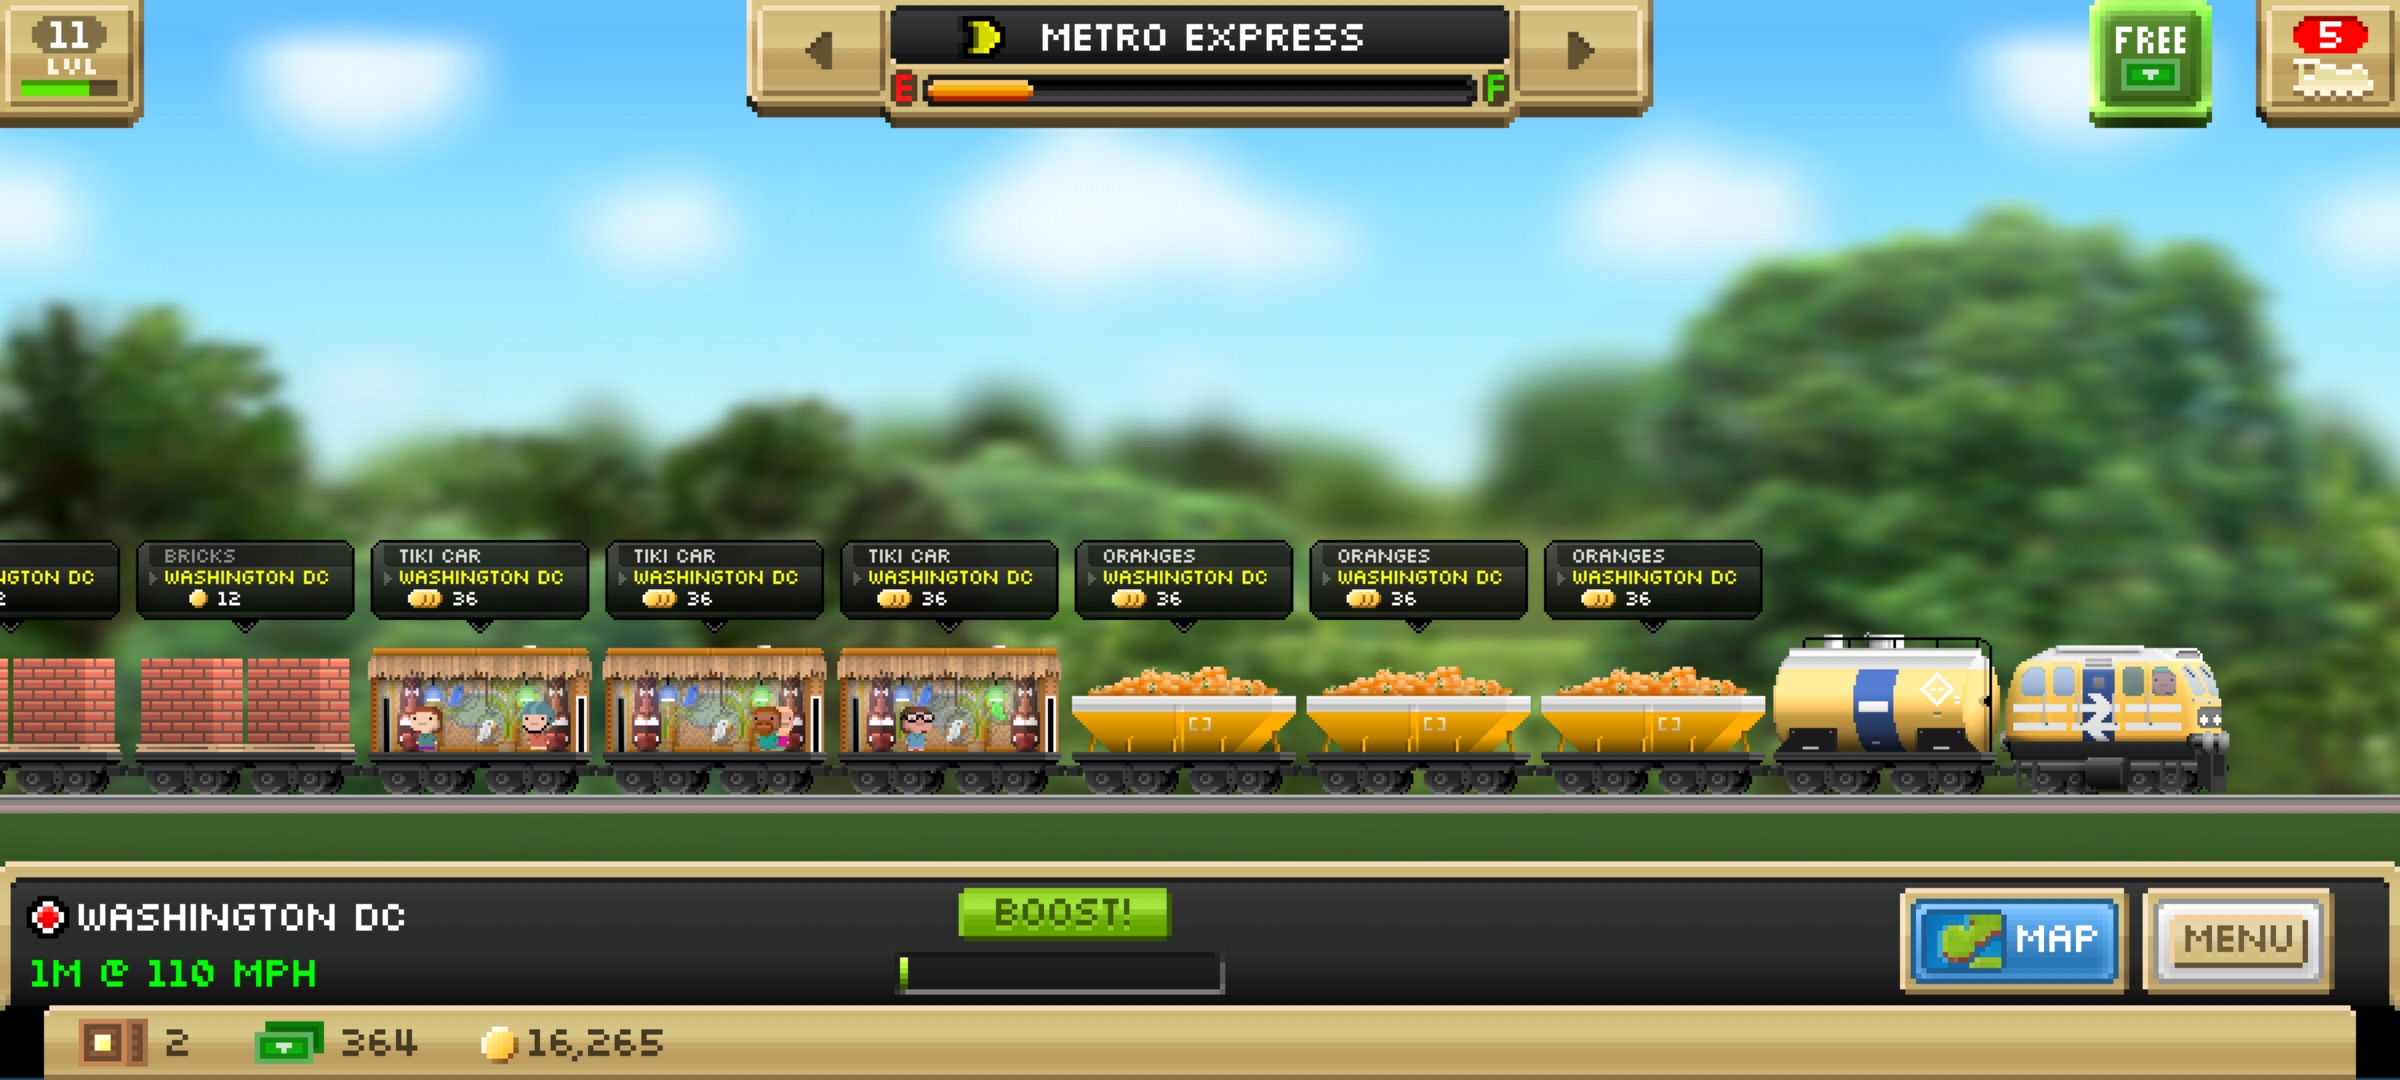 11
LVL
METRO EXPRESS
E F
FREE
5
NGTON DC
BRICKS
WASHINGTON DC
12
TIKI CAR
WASHINGTON DC
36
TIKI CAR
WASHINGTON DC
36
TIKI CAR
WASHINGTON DC
36
ORANGES
WASHINGTON DC
36
ORANGES
WASHINGTON DC
36
ORANGES
WASHINGTON DC
36
WASHINGTON DC
1M @ 110 MPH
BOOST!
MAP
MENU
2
364
16,265